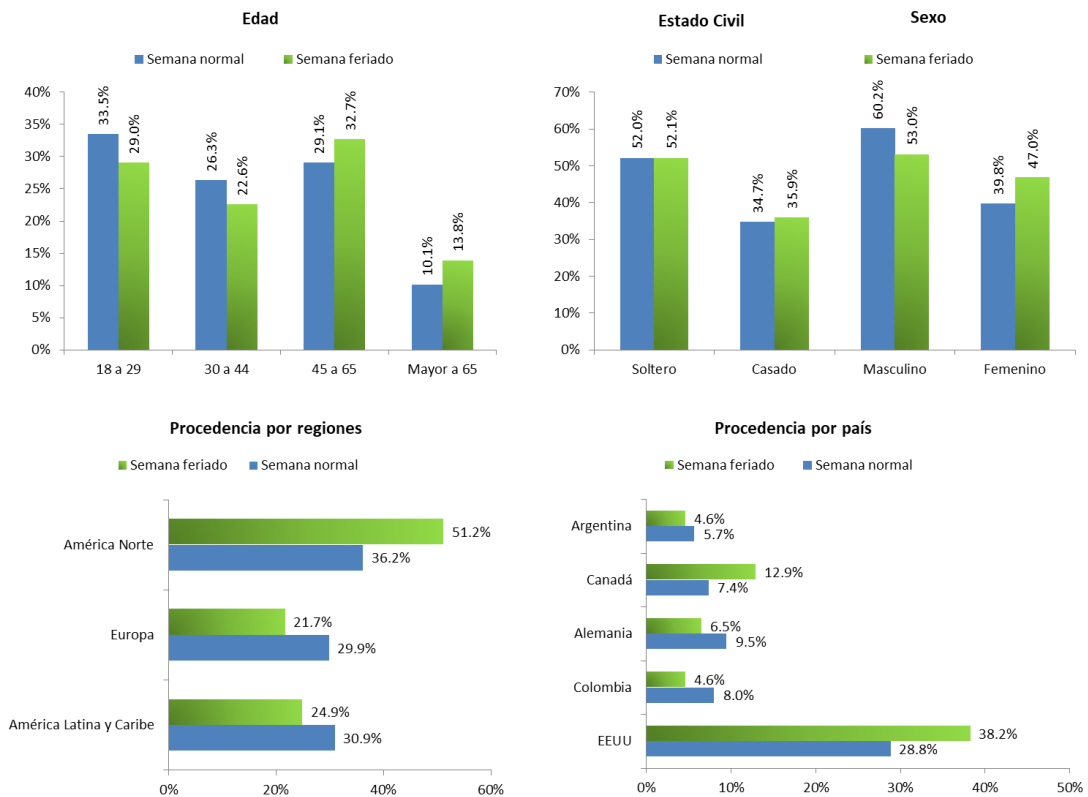 Edad
Semana normal Semana feriado
40%
35%
30%
25%
20%
15%
10%
5%
0%
33.5% 29.0% 26.3% 22.6% 29.1% 32.7% 10.1% 13.8%
18 a 29 30 a 44 45 a 65 Mayor a 65
Estado Civil Sexo
Semana normal Semana feriado
70%
60%
50%
40%
30%
20%
10%
0%
52.0% 52.1% 34.7% 35.9% 60.2% 53.0% 39.8% 47.0%
Soltero Casado Masculino Femenino
Procedencia por regiones
Semana feriado Semana normal
América Norte 51.2%
36.2%
Europa 21.7%
29.9%
América Latina y Caribe 24.9%
30.9%
0% 20% 40% 60%
Procedencia por país
Semana feriado Semana normal
Argentina 4.6%
5.7%
Canadá 12.9%
7.4%
Alemania 6.5%
9.5%
Colombia 4.6%
8.0%
EEUU 38.2%
28.8%
0% 10% 20% 30% 40% 50%